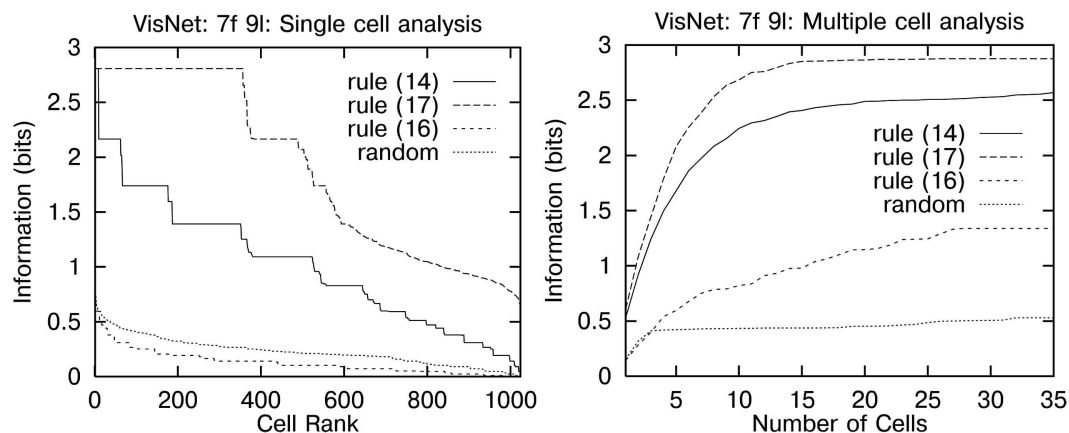 VisNet: 7f 9l: Single cell analysis
3
2.5
2
1.5
1
0.5
0
Information (bits)
rule (14)
rule (17)
rule (16)
random
0 200 400 600 800 1000
Cell Rank
VisNet: 7f 9l: Multiple cell analysis
3
2.5
2
1.5
1
0.5
0
Information (bits)
rule (14)
rule (17)
rule (16)
random
5 10 15 20 25 30 35
Number of Cells